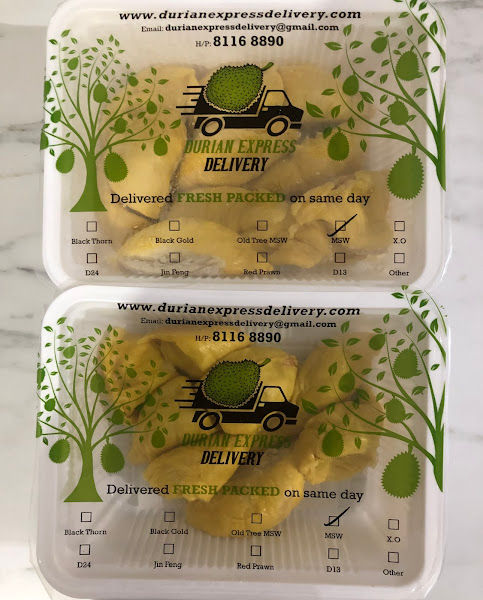 www.durianexpressdelivery.com
Email: durianexpressdelivery@gmail.com
H/P: 8116 8890
DURIAN EXPRESS
DELIVERY
Delivered FRESH PACKED on same day
Black Thorn Black Gold Old Tree MSW MSW X.O
D24 Jin Feng Red Prawn D13 Other
www.durianexpressdelivery.com
Email: durianexpressdelivery@gmail.com
H/P: 8116 8890
DURIAN EXPRESS
DELIVERY
Delivered FRESH PACKED on same day
Black Thorn Black Gold Old Tree MSW MSW X.O
D24 Jin Feng Red Prawn D13 Other